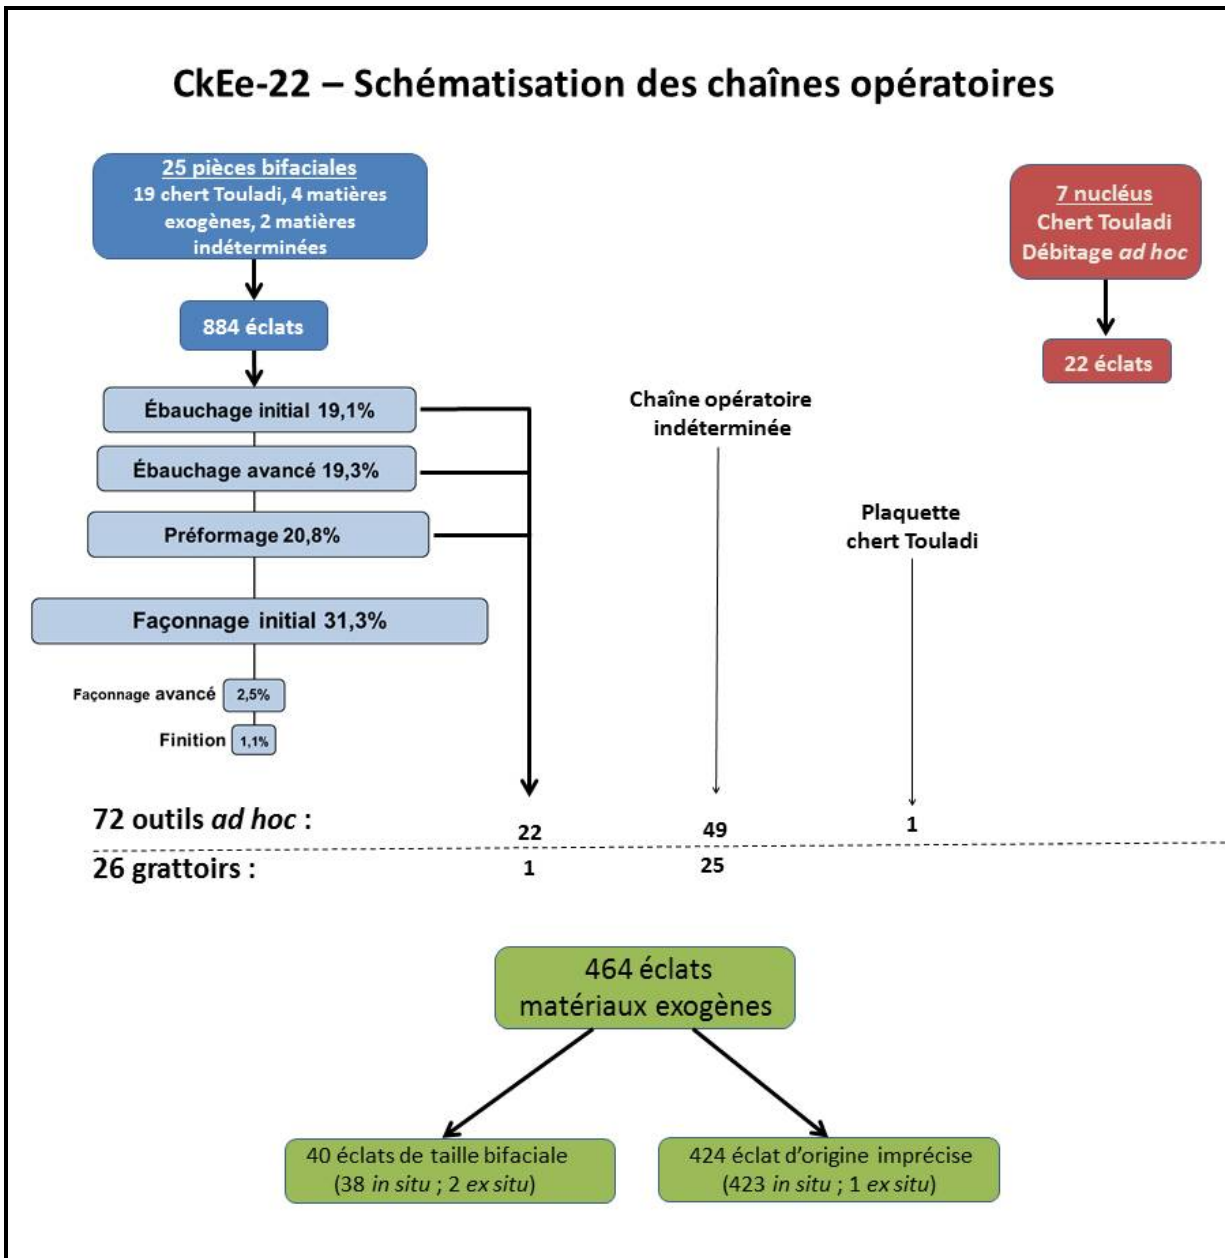 CkEe-22 – Schématisation des chaînes opératoires
25 pièces bifaciales
19 chert Touladi, 4 matières
exogènes, 2 matières
indéterminées
884 éclats
Ébauchage initial 19,1%
Ébauchage avancé 19,3%
Préformage 20,8%
Façonnage initial 31,3%
Façonnage avancé 2,5%
Finition 1,1%
7 nucléus
Chert Touladi
Débitage ad hoc
22 éclats
Chaîne opératoire
indéterminée
Plaquette
chert Touladi
72 outils ad hoc : 22 49 1
26 grattoirs : 1 25
464 éclats
matériaux exogènes
40 éclats de taille bifaciale
(38 in situ ; 2 ex situ)
424 éclat d'origine imprécise
(423 in situ ; 1 ex situ)